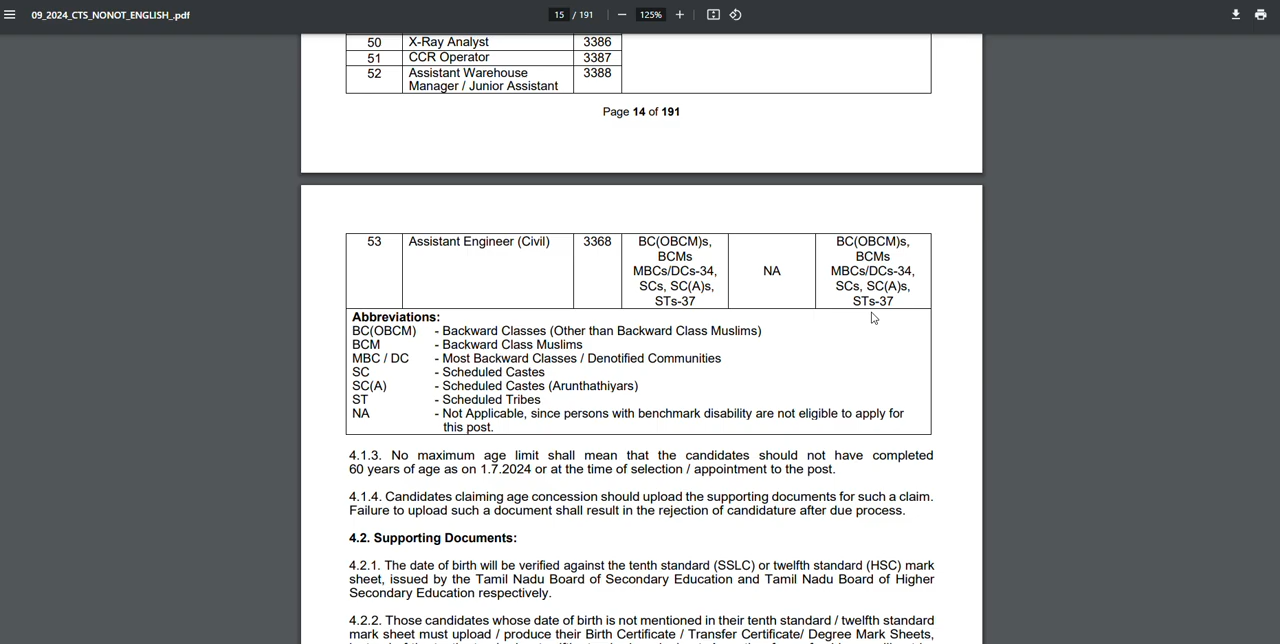 09_2024_CTS_NONOT_ENGLISH_.pdf
15 / 191
125%
50 X-Ray Analyst 3386
51 CCR Operator 3387
52 Assistant Warehouse 3388
Manager / Junior Assistant
Page 14 of 191
53 Assistant Engineer (Civil) 3368 BC(OBCM)s, BC(OBCM)s,
BCMs BCMs
MBCs/DCs-34, NA MBCs/DCs-34,
SCs, SC(A)s, SCs, SC(A)s,
STs-37 STs-37
Abbreviations:
BC(OBCM) - Backward Classes (Other than Backward Class Muslims)
BCM - Backward Class Muslims
MBC / DC - Most Backward Classes / Denotified Communities
SC - Scheduled Castes
SC(A) - Scheduled Castes (Arunthathiyars)
ST - Scheduled Tribes
NA - Not Applicable, since persons with benchmark disability are not eligible to apply for
this post.
4.1.3. No maximum age limit shall mean that the candidates should not have completed
60 years of age as on 1.7.2024 or at the time of selection / appointment to the post.
4.1.4. Candidates claiming age concession should upload the supporting documents for such a claim.
Failure to upload such a document shall result in the rejection of candidature after due process.
4.2. Supporting Documents:
4.2.1. The date of birth will be verified against the tenth standard (SSLC) or twelfth standard (HSC) mark
sheet, issued by the Tamil Nadu Board of Secondary Education and Tamil Nadu Board of Higher
Secondary Education respectively.
4.2.2. Those candidates whose date of birth is not mentioned in their tenth standard / twelfth standard
mark sheet must upload / produce their Birth Certificate / Transfer Certificate/ Degree Mark Sheets,